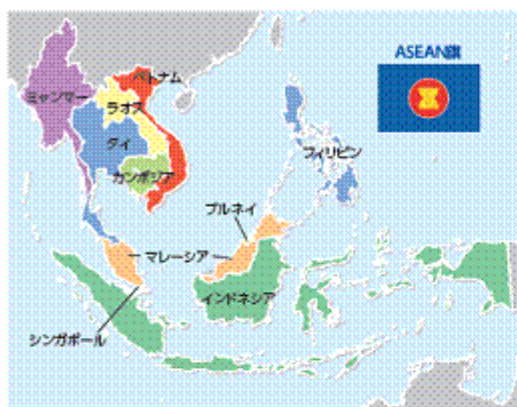 ASEAN旗
ベトナム
ミャンマー
ラオス
タイ
フィリピン
カンボジア
ブルネイ
マレーシア
インドネシア
シンガポール